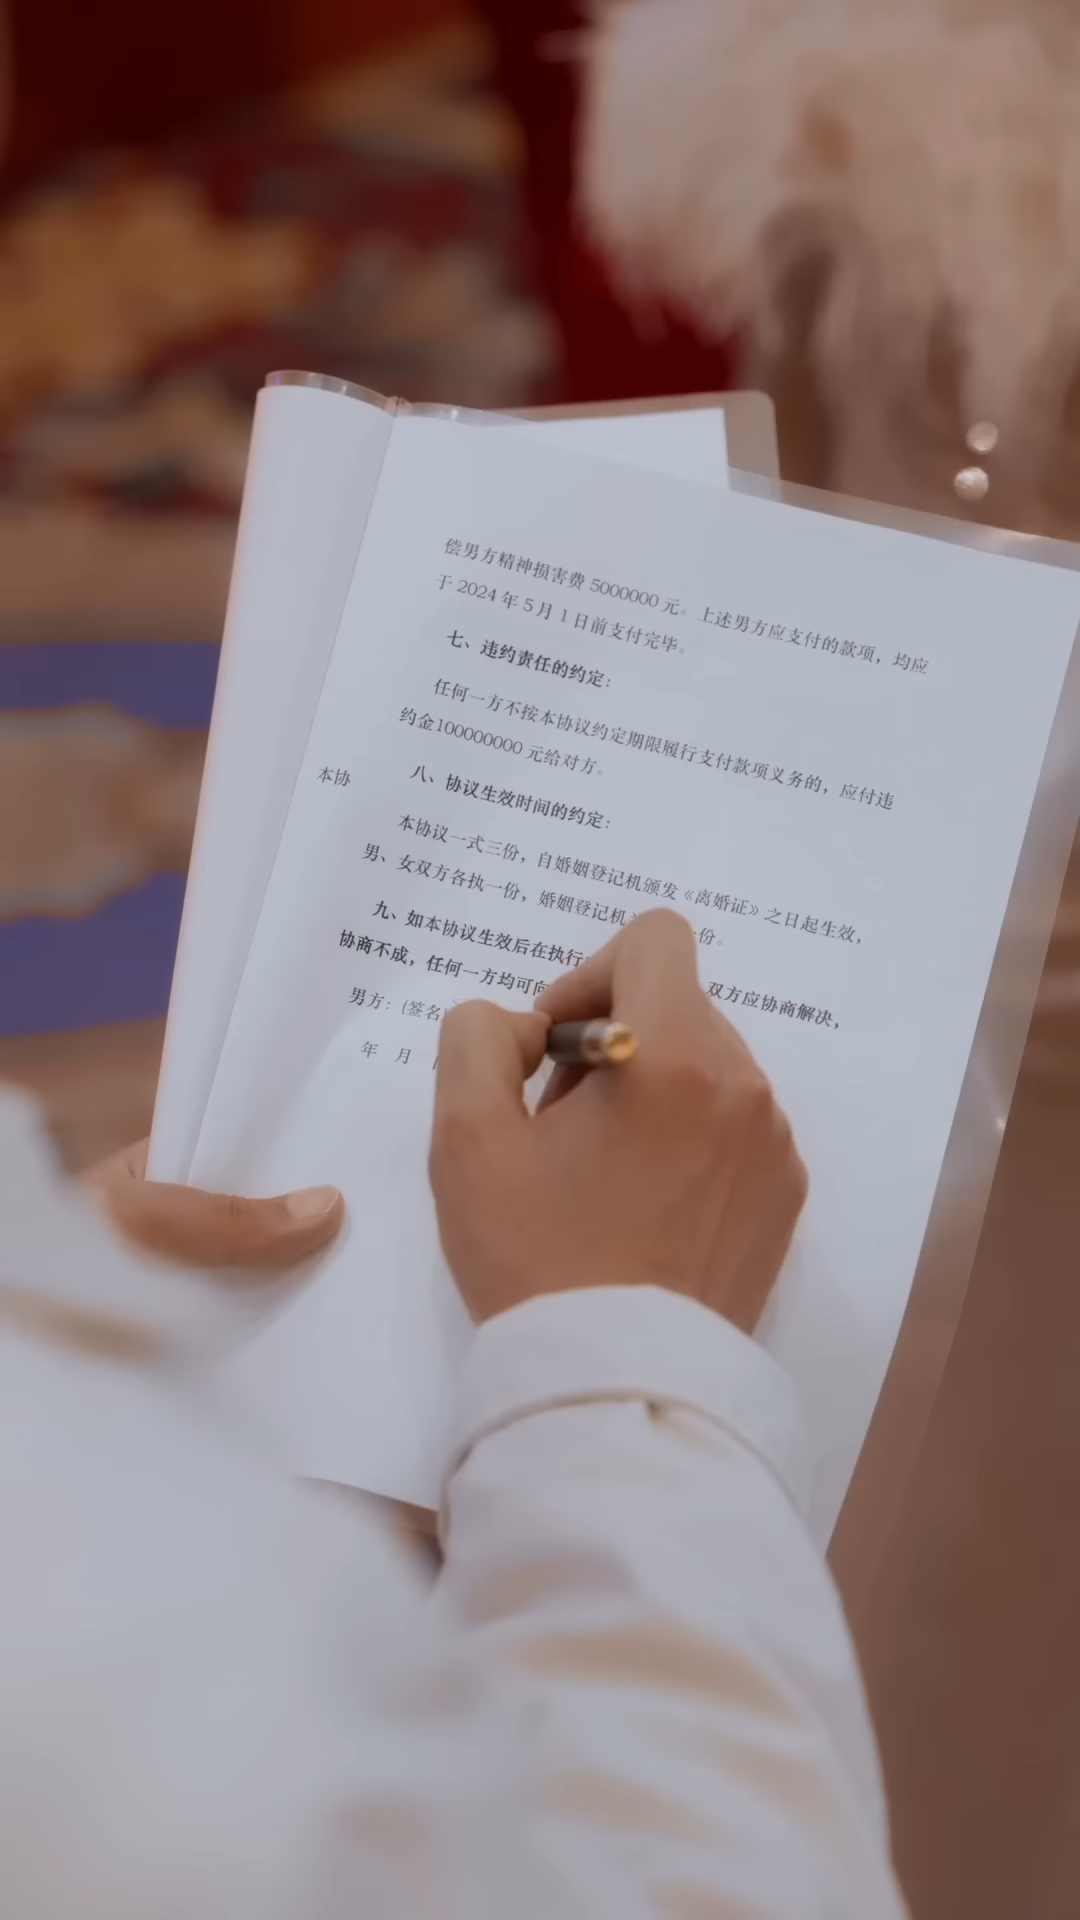 偿男方精神损害费 5000000 元。上述男方应支付的款项，均应
于 2024 年 5 月 1 日前支付完毕。
七、违约责任的约定：
任何一方不按本协议约定期限履行支付款项义务的，应付违
约金100000000 元给对方。
八、协议生效时间的约定：
本协议一式三份，自婚姻登记机颁发《离婚证》之日起生效，
男、女双方各执一份，婚姻登记机 一份。
九、如本协议生效后在执行 双方应协商解决，
协商不成，任何一方均可向
男方：(签名)
年 月
本协